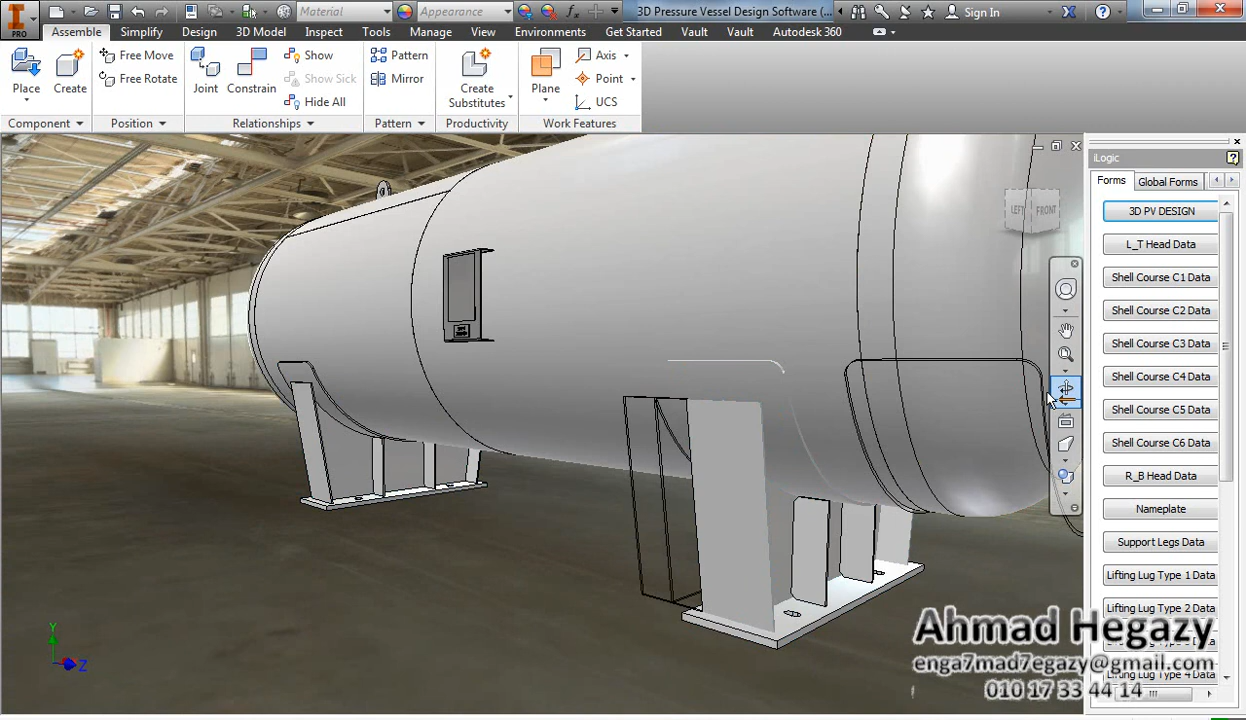 Material
Appearance
3D Pressure Vessel Design Software (...
Sign In
PRO
Assemble
Simplify
Design
3D Model
Inspect
Tools
Manage
View
Environments
Get Started
Vault
Vault
Autodesk 360
Place
Create
Free Move
Free Rotate
Joint
Constrain
Show
Show Sick
Hide All
Pattern
Mirror
Create
Substitutes
Plane
Axis
Point
UCS
Component
Position
Relationships
Pattern
Productivity
Work Features
LEFT
FRONT
iLogic
Forms
Global Forms
3D PV DESIGN
L_T Head Data
Shell Course C1 Data
Shell Course C2 Data
Shell Course C3 Data
Shell Course C4 Data
Shell Course C5 Data
Shell Course C6 Data
R_B Head Data
Nameplate
Support Legs Data
Lifting Lug Type 1 Data
Lifting Lug Type 2 Data
Lifting Lug Type 4 Data
Y
Z
Ahmad Hegazy
enga7mad7egazy@gmail.com
010 17 33 44 14